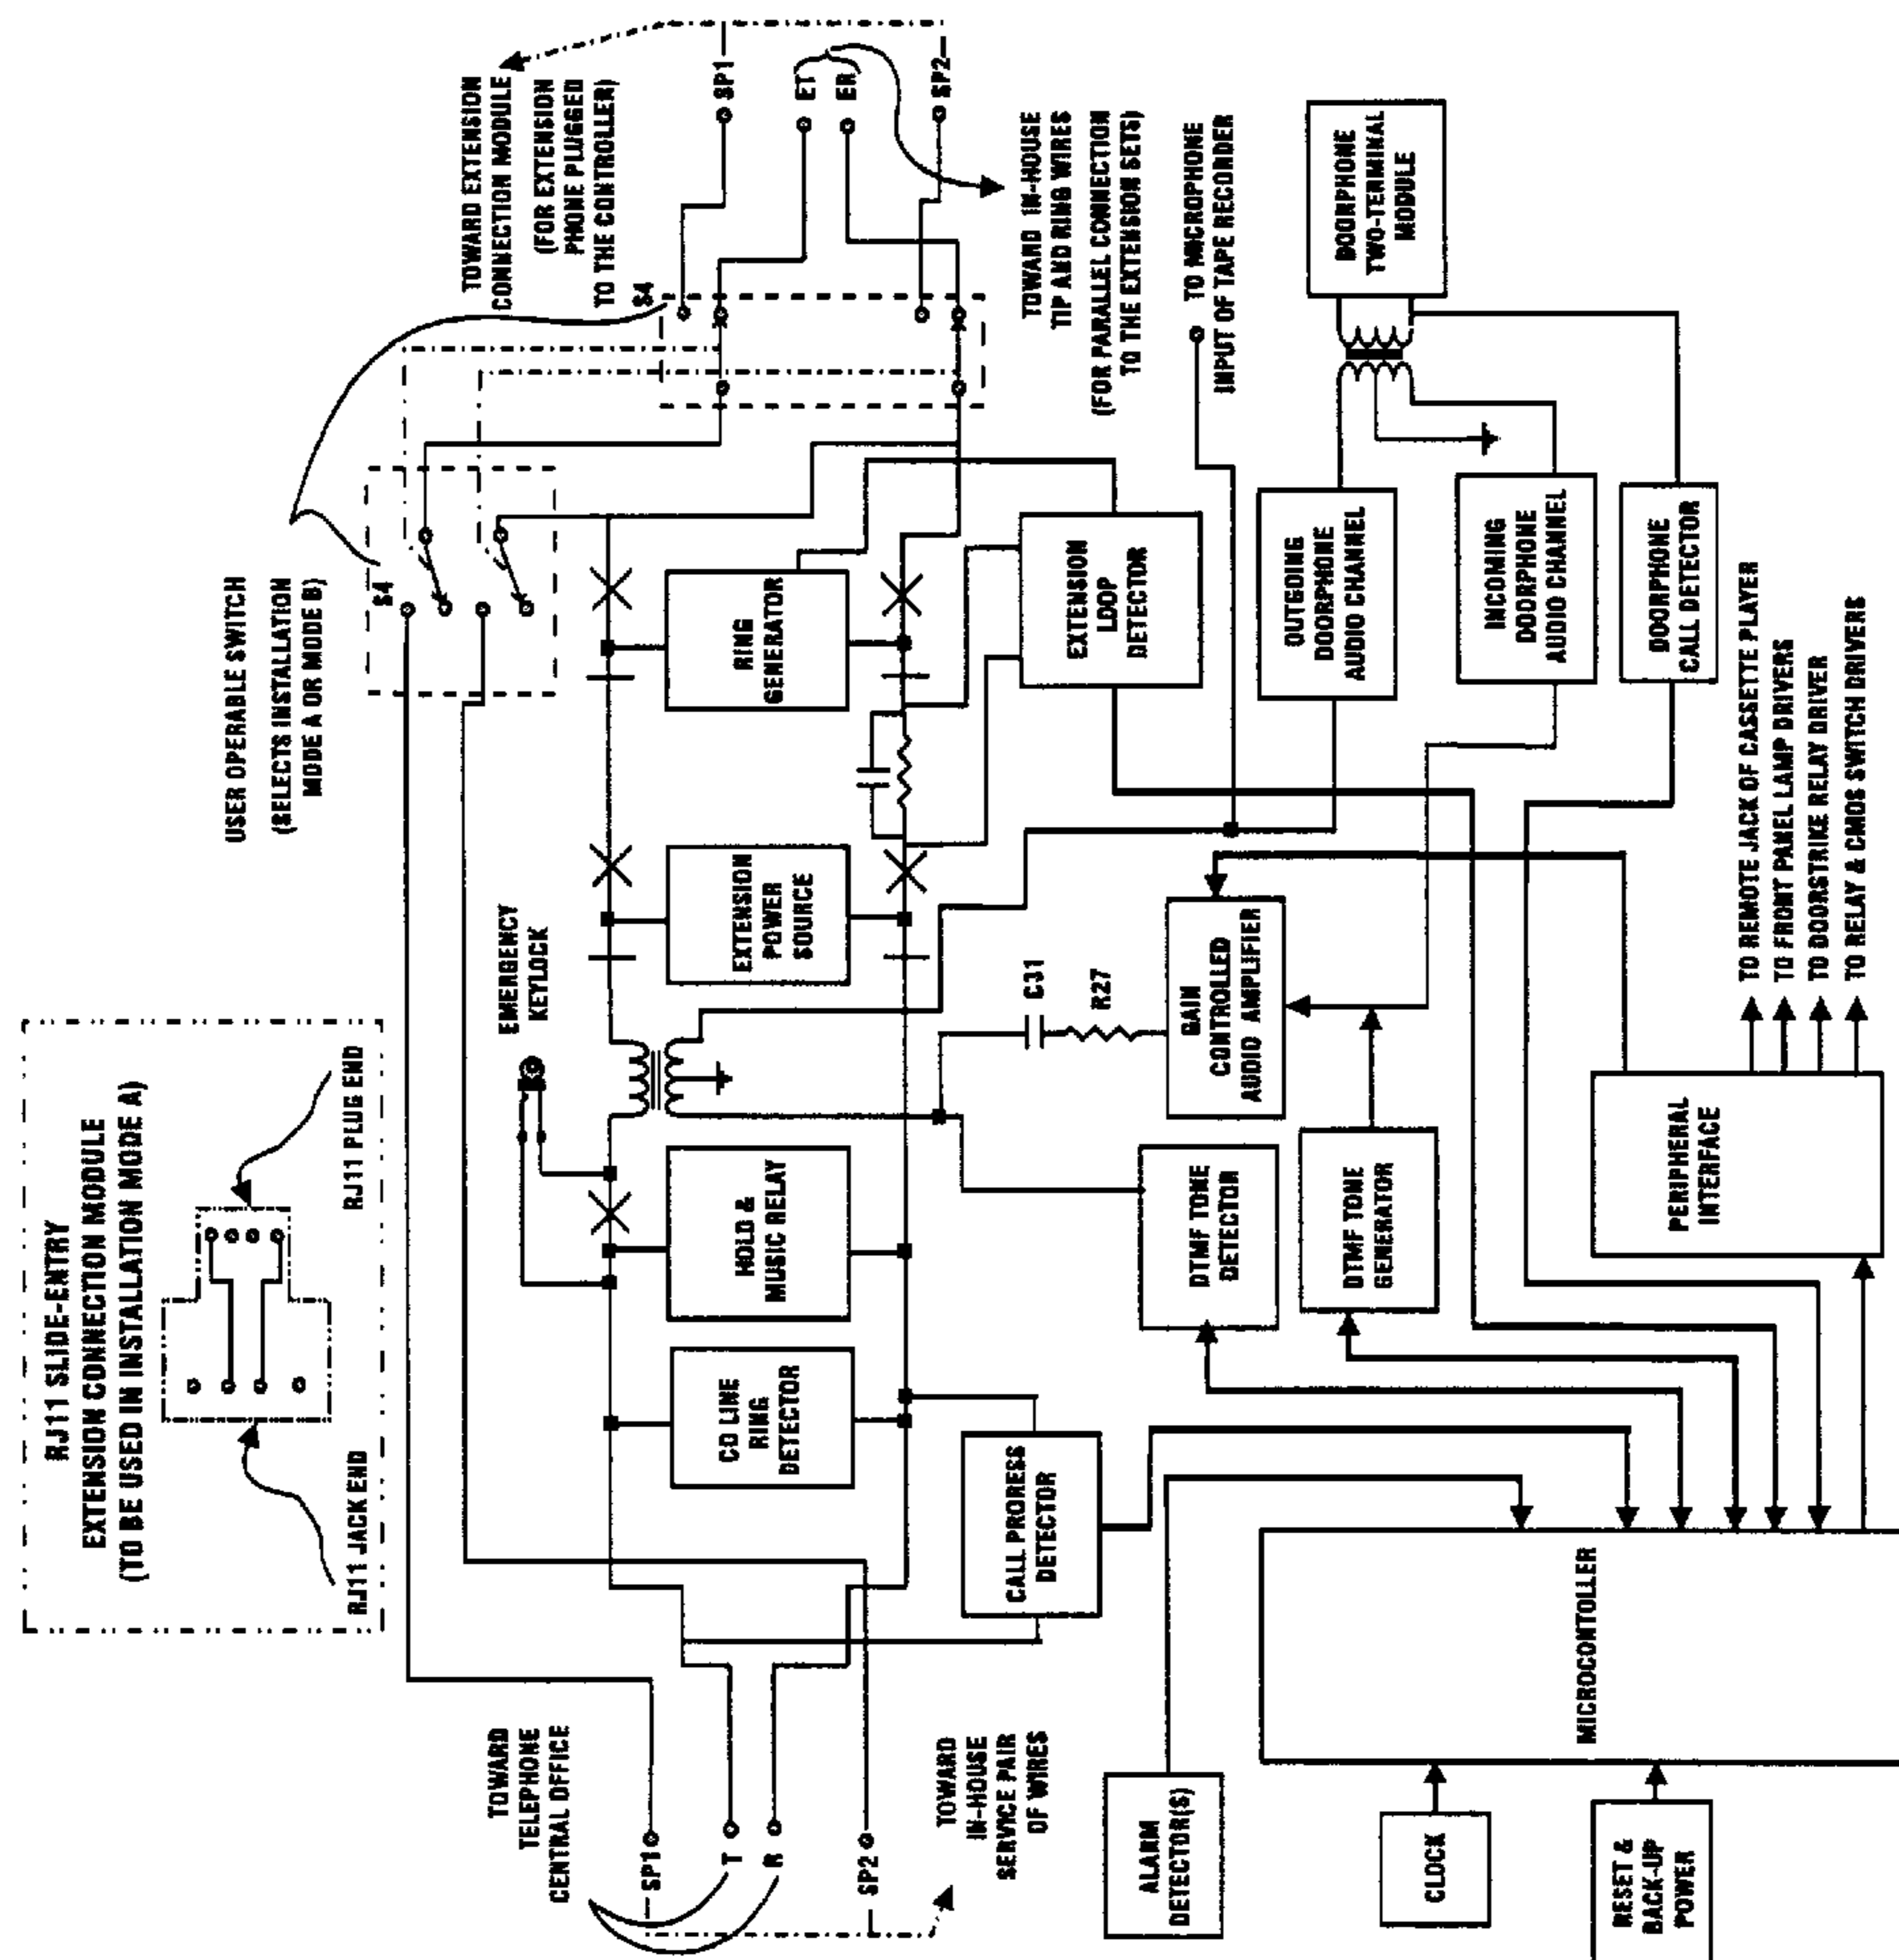 RJ11 SLIDE-ENTRY
EXTENSION CONNECTION MODULE
(TO BE USED IN INSTALLATION MODE A)
RJ11 JACK END
RJ11 PLUG END
USER OPERABLE SWITCH
(SELECTS INSTALLATION
MODE A OR MODE B)
S4
TOWARD EXTENSION
CONNECTION MODULE
(FOR EXTENSION
PHONE PLUGGED
TO THE CONTROLLER)
S4
TOWARD
TELEPHONE
CENTRAL OFFICE
SP1
T
R
SP2
TOWARD
IN-HOUSE
SERVICE PAIR
OF WIRES
EMERGENCY
KEYLOCK
CO LINE
RING
DETECTOR
HOLD &
MUSIC RELAY
EXTENSION
POWER
SOURCE
RING
GENERATOR
SP1
ET
ER
SP2
TOWARD IN-HOUSE
TIP AND RING WIRES
(FOR PARALLEL CONNECTION
TO THE EXTENSION SETS)
CALL PRORESS
DETECTOR
C31
R27
EXTENSION
LOOP
DETECTOR
TO MICROPHONE
INPUT OF TAPE RECORDER
ALARM
DETECTOR(S)
DTMF TONE
DETECTOR
GAIN
CONTROLLED
AUDIO AMPLIFIER
DTMF TONE
GENERATOR
OUTGOING
DOORPHONE
AUDIO CHANNEL
DOORPHONE
TWO-TERMINAL
MODULE
INCOMING
DOORPHONE
AUDIO CHANNEL
DOORPHONE
CALL DETECTOR
CLOCK
RESET &
BACK-UP
POWER
MICROCONTOLLER
PERIPHERAL
INTERFACE
TO REMOTE JACK OF CASSETTE PLAYER
TO FRONT PANEL LAMP DRIVERS
TO DOORSTRIKE RELAY DRIVER
TO RELAY & CMOS SWITCH DRIVERS